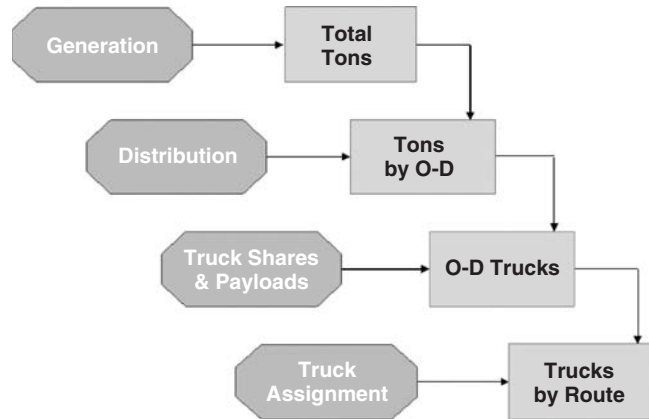 Generation
Total
Tons
Distribution
Tons
by O-D
Truck Shares
& Payloads
O-D Trucks
Truck
Assignment
Trucks
by Route